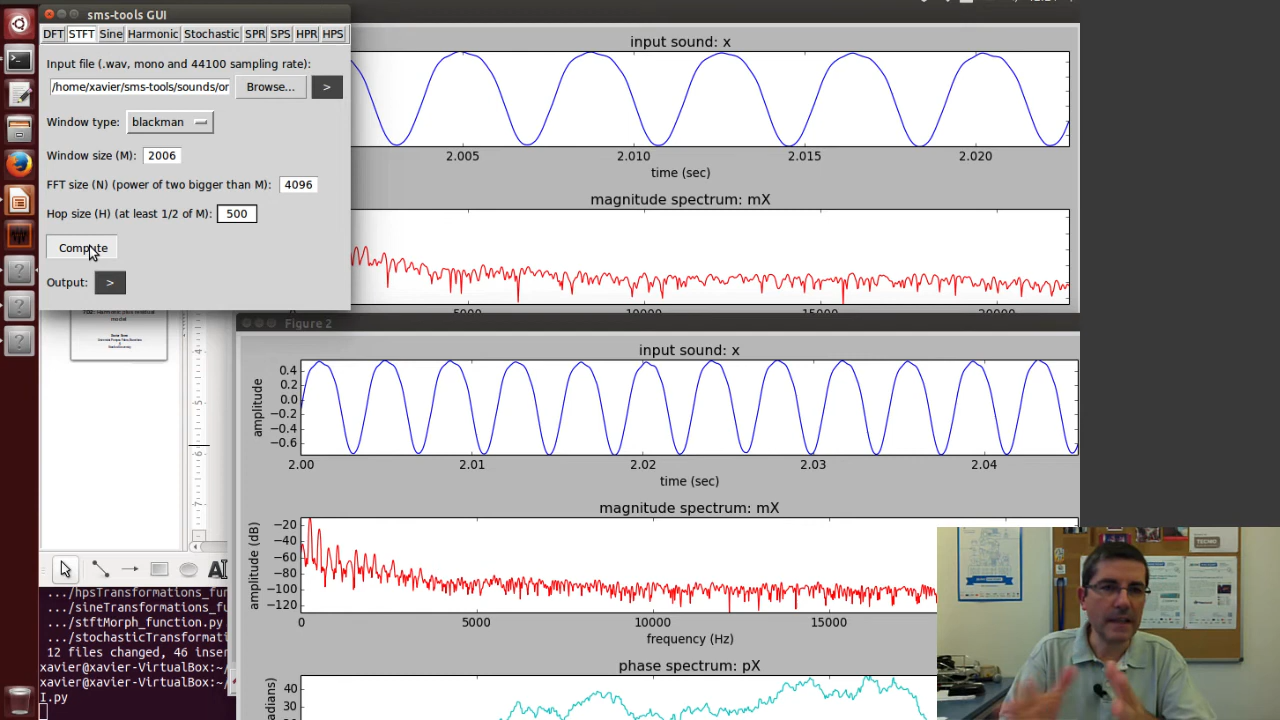 sms-tools GUI
DFT STFT Sine Harmonic Stochastic SPR SPS HPR HPS
Input file (.wav, mono and 44100 sampling rate):
/home/xavier/sms-tools/sounds/or Browse... >
Window type: blackman
Window size (M): 2006
FFT size (N) (power of two bigger than M): 4096
Hop size (H) (at least 1/2 of M): 500
Compute
Output: >
input sound: x
2.005 2.010 2.015 2.020
time (sec)
magnitude spectrum: mX
5000 10000 15000 20000
Figure 2
input sound: x
amplitude
0.4
0.2
0.0
−0.2
−0.4
−0.6
2.00 2.01 2.02 2.03 2.04
time (sec)
magnitude spectrum: mX
amplitude (dB)
−20
−40
−60
−80
−100
−120
0 5000 10000 15000
frequency (Hz)
phase spectrum: pX
40
30
.../hpsTransformations_fu
.../sineTransformations_fu
.../stftMorph_function.py
.../stochasticTransformati
12 files changed, 46 inser
xavier@xavier-VirtualBox:~/
xavier@xavier-VirtualBox:~/
I.py